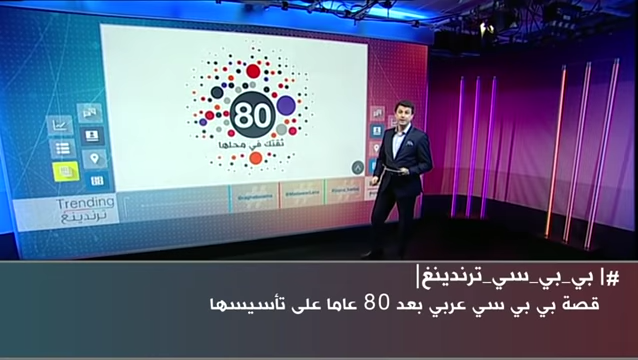 80
ثقتك في محلها
Trending
ترندينغ
#بي_بي_سي_ترندينغ
قصة بي بي سي عربي بعد 80 عاما على تأسيسها